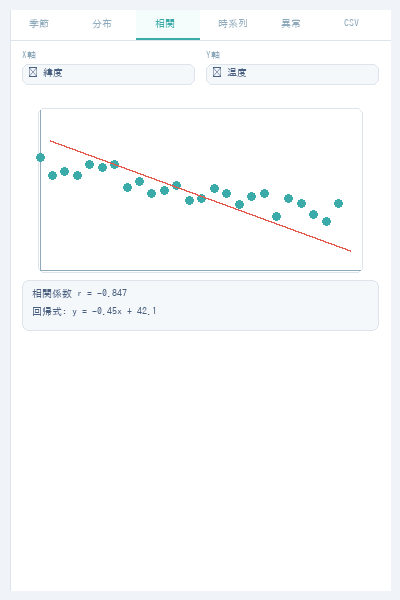 季節 分布 相関 時系列 異常 CSV
X軸 Y軸
緯度 温度
相関係数 r = -0.847
回帰式: y = -0.45x + 42.1